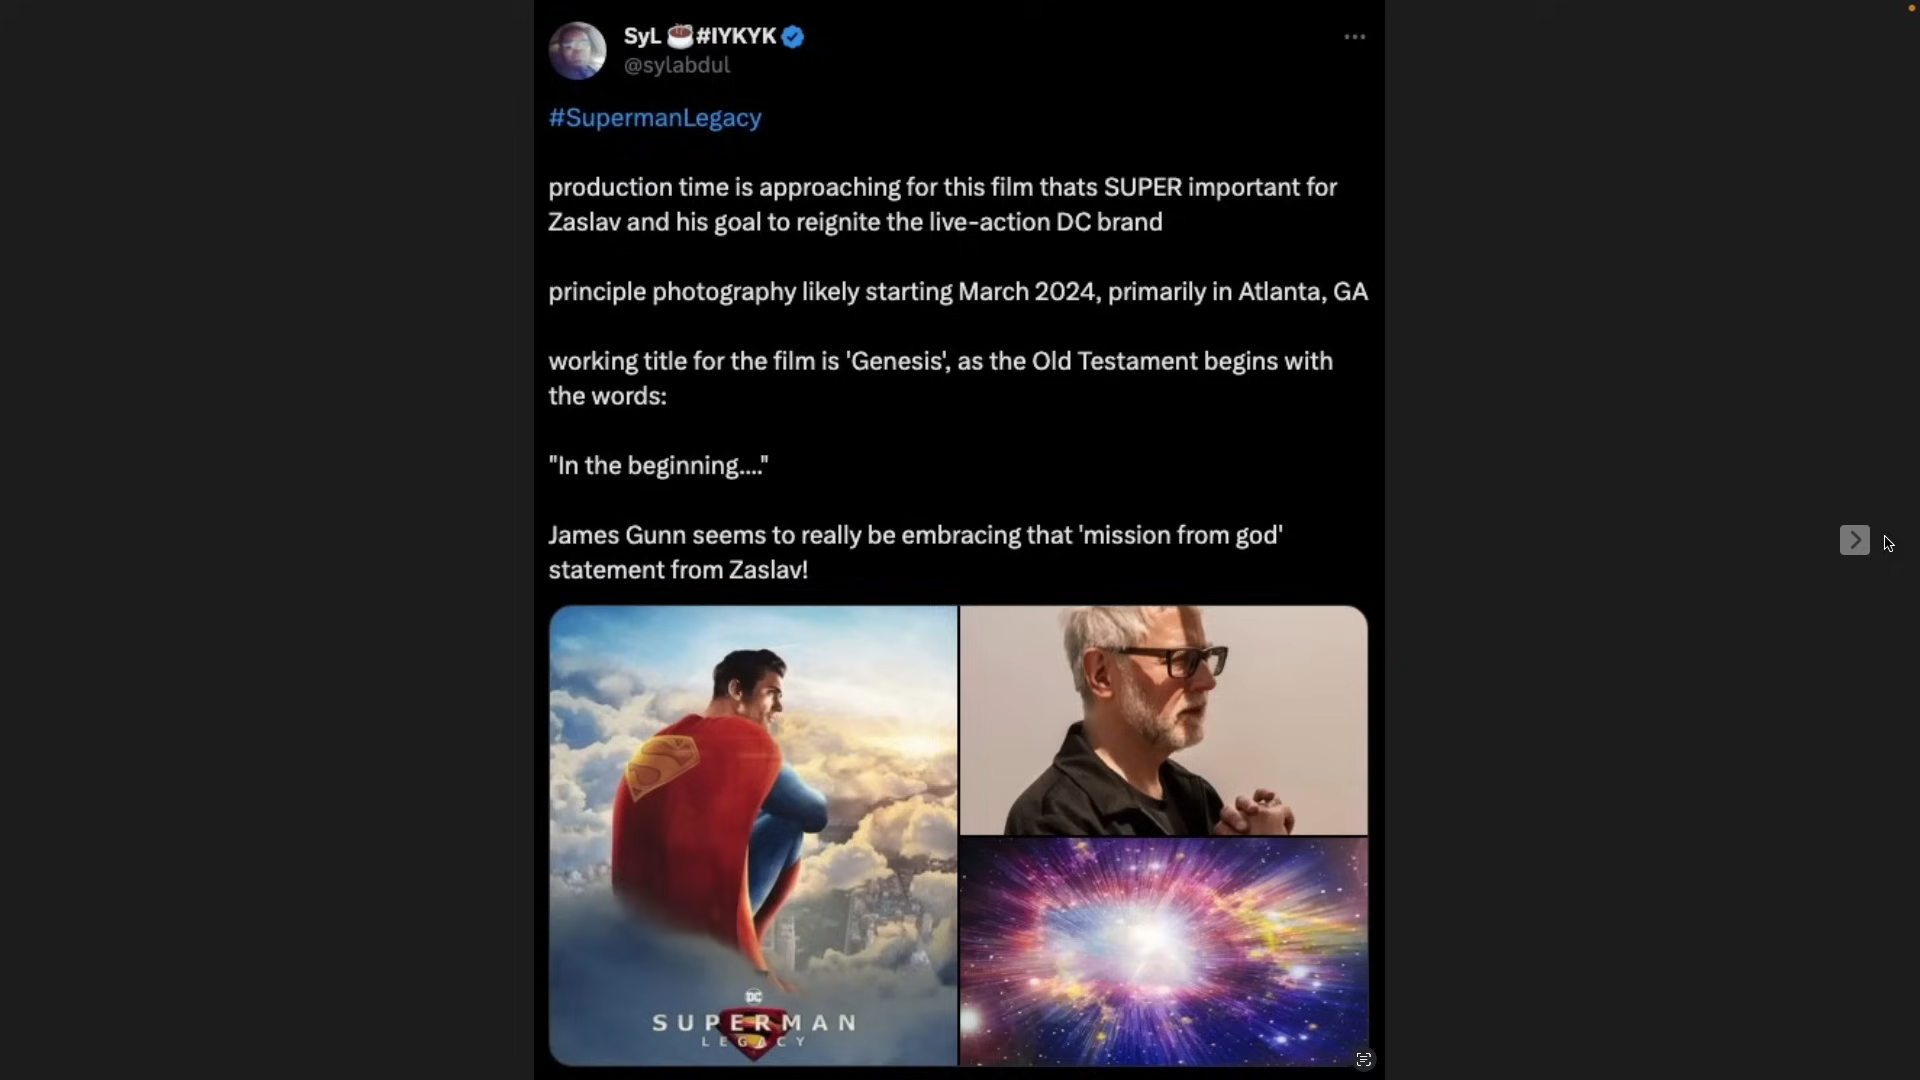 SyL ☕#IYKYK
@sylabdul
#SupermanLegacy
production time is approaching for this film thats SUPER important for
Zaslav and his goal to reignite the live-action DC brand
principle photography likely starting March 2024, primarily in Atlanta, GA
working title for the film is 'Genesis', as the Old Testament begins with
the words:
"In the beginning...."
James Gunn seems to really be embracing that 'mission from god'
statement from Zaslav!
DC
SUPERMAN
LEGACY